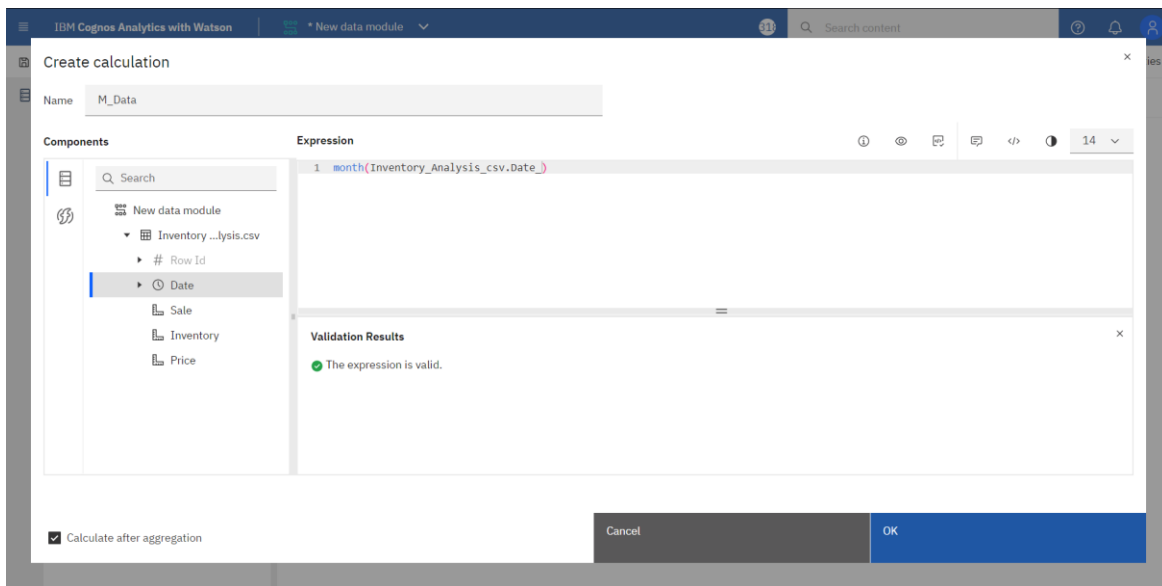 IBM Cognos Analytics with Watson
* New data module
Search content
ies
Create calculation
Name
M_Data
Components
Expression
14
Search
1 month(Inventory_Analysis_csv.Date_)
New data module
Inventory ...lysis.csv
# Row Id
Date
Sale
Inventory
Price
Validation Results
The expression is valid.
Calculate after aggregation
Cancel
OK